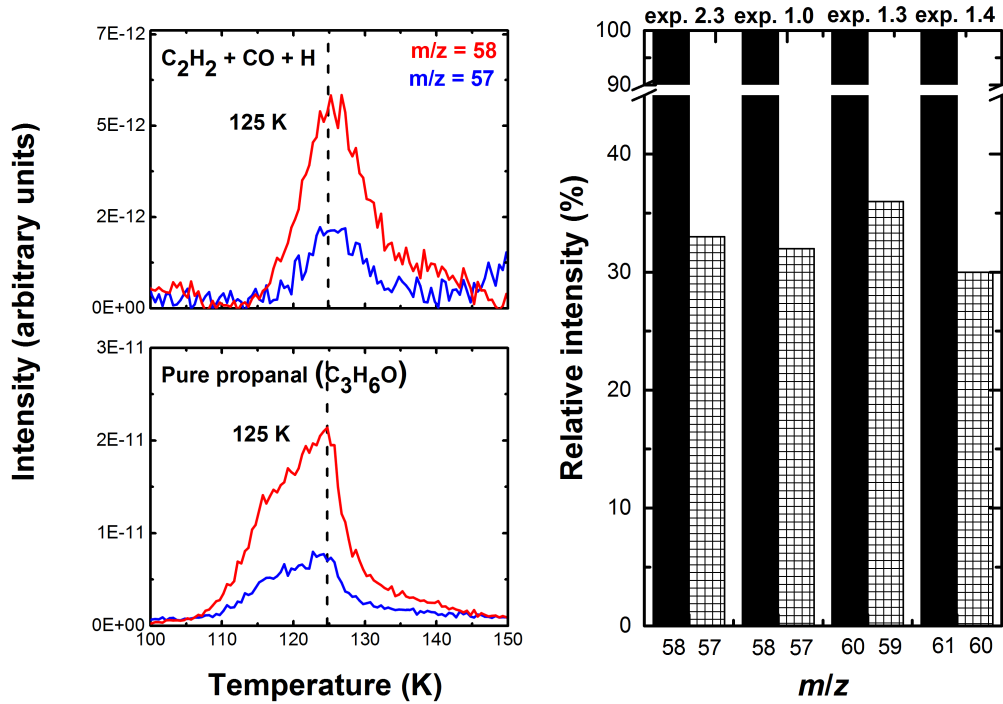 Intensity (arbitrary units)
7E-12
5E-12
2E-12
0E+00
C2H2 + CO + H
m/z = 58
m/z = 57
125 K
3E-11
2E-11
1E-11
0E+00
Pure propanal (C3H6O)
125 K
100 110 120 130 140 150
Temperature (K)
exp. 2.3 exp. 1.0 exp. 1.3 exp. 1.4
Relative intensity (%)
100
90
40
30
20
10
0
58 57 58 57 60 59 61 60
m/z